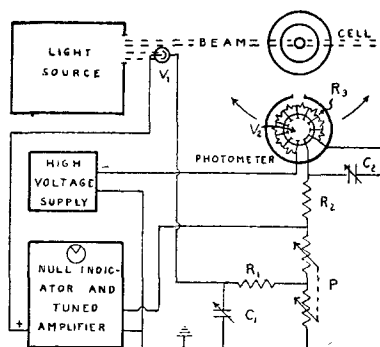 LIGHT
SOURCE
BEAM
CELL
V1
R3
V2
PHOTOMETER
C2
HIGH
VOLTAGE
SUPPLY
−
R2
NULL INDIC-
ATOR AND
TUNED
AMPLIFIER
+
R1
P
C1